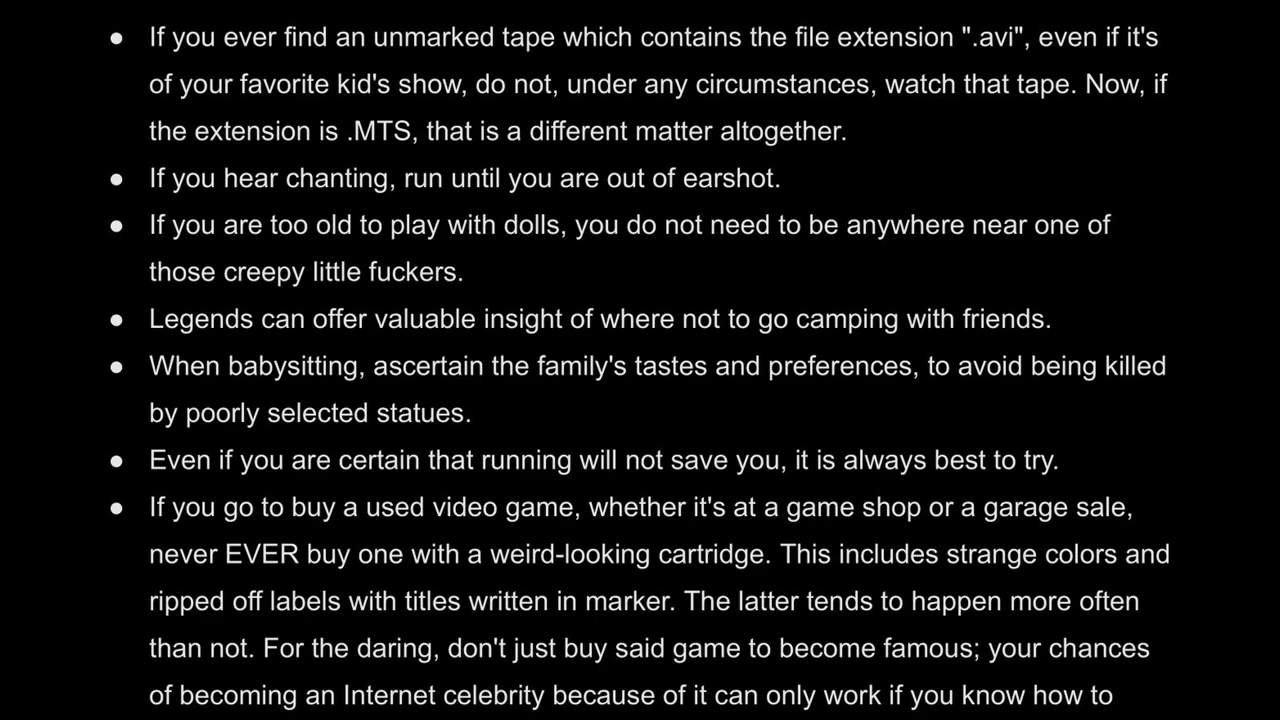 ● If you ever find an unmarked tape which contains the file extension ".avi", even if it's
of your favorite kid's show, do not, under any circumstances, watch that tape. Now, if
the extension is .MTS, that is a different matter altogether.
● If you hear chanting, run until you are out of earshot.
● If you are too old to play with dolls, you do not need to be anywhere near one of
those creepy little fuckers.
● Legends can offer valuable insight of where not to go camping with friends.
● When babysitting, ascertain the family's tastes and preferences, to avoid being killed
by poorly selected statues.
● Even if you are certain that running will not save you, it is always best to try.
● If you go to buy a used video game, whether it's at a game shop or a garage sale,
never EVER buy one with a weird-looking cartridge. This includes strange colors and
ripped off labels with titles written in marker. The latter tends to happen more often
than not. For the daring, don't just buy said game to become famous; your chances
of becoming an Internet celebrity because of it can only work if you know how to